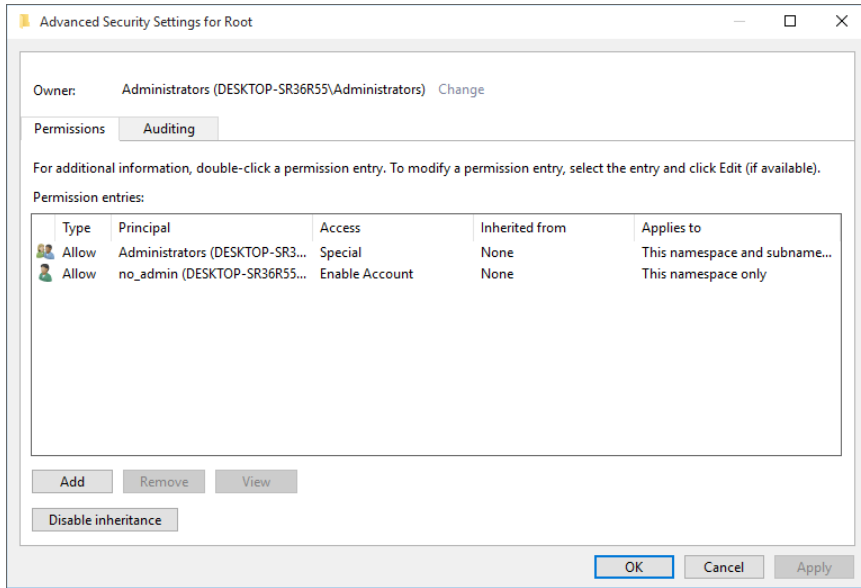 Advanced Security Settings for Root
Owner: Administrators (DESKTOP-SR36R55\Administrators) Change
Permissions Auditing
For additional information, double-click a permission entry. To modify a permission entry, select the entry and click Edit (if available).
Permission entries:
Type Principal Access Inherited from Applies to
Allow Administrators (DESKTOP-SR3... Special None This namespace and subname...
Allow no_admin (DESKTOP-SR36R55... Enable Account None This namespace only
Add Remove View
Disable inheritance
OK Cancel Apply